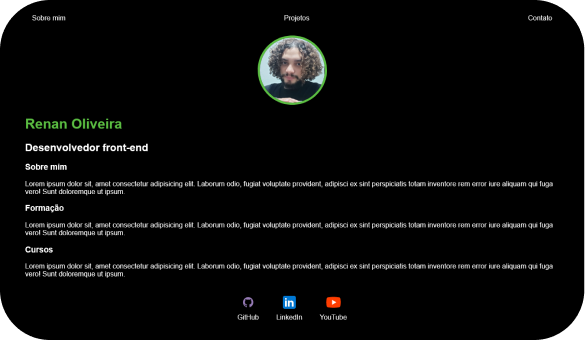 Sobre mim
Projetos
Contato
Renan Oliveira
Desenvolvedor front-end
Sobre mim
Lorem ipsum dolor sit, amet consectetur adipisicing elit. Laborum odio, fugiat voluptate provident, adipisci ex sint perspiciatis totam inventore rem error iure aliquam qui fuga
vero! Sunt doloremque ut ipsum.
Formação
Lorem ipsum dolor sit, amet consectetur adipisicing elit. Laborum odio, fugiat voluptate provident, adipisci ex sint perspiciatis totam inventore rem error iure aliquam qui fuga
vero! Sunt doloremque ut ipsum.
Cursos
Lorem ipsum dolor sit, amet consectetur adipisicing elit. Laborum odio, fugiat voluptate provident, adipisci ex sint perspiciatis totam inventore rem error iure aliquam qui fuga
vero! Sunt doloremque ut ipsum.
in
GitHub
LinkedIn
YouTube